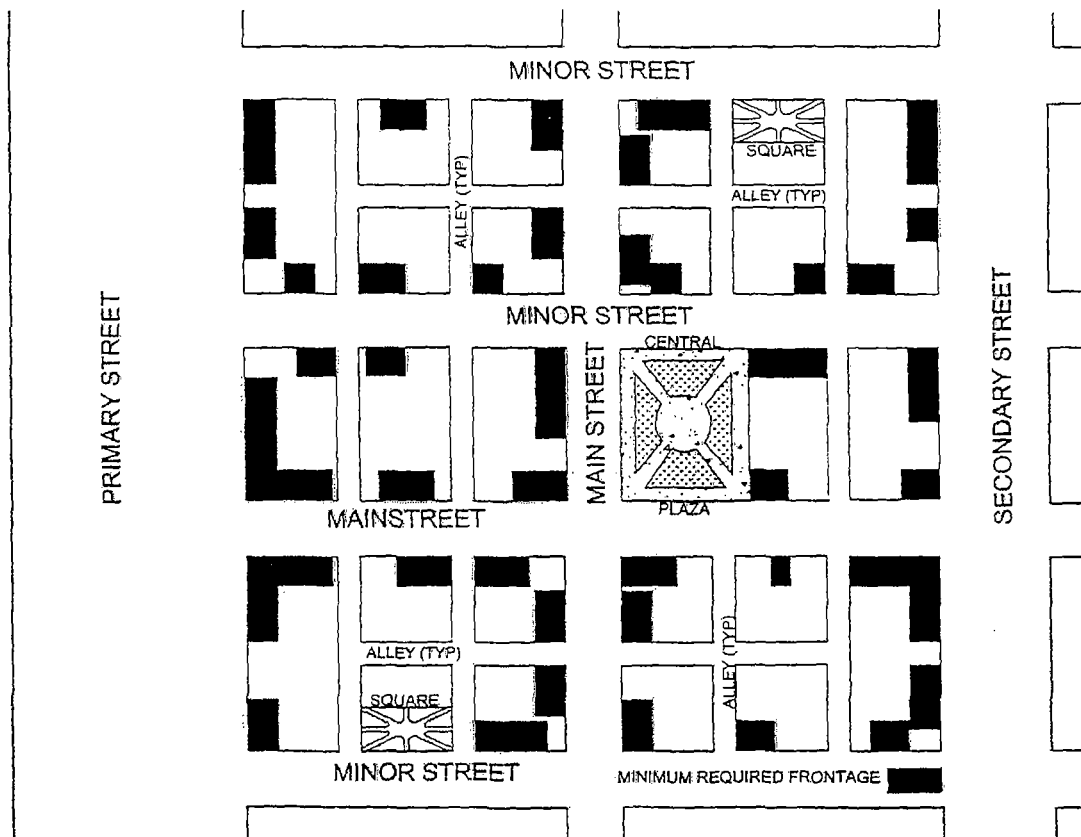 MINOR STREET
SQUARE
ALLEY (TYP)
ALLEY (TYP)
MINOR STREET
PRIMARY STREET
MAIN STREET
CENTRAL
PLAZA
SECONDARY STREET
MAINSTREET
ALLEY (TYP)
SQUARE
ALLEY (TYP)
MINOR STREET
MINIMUM REQUIRED FRONTAGE